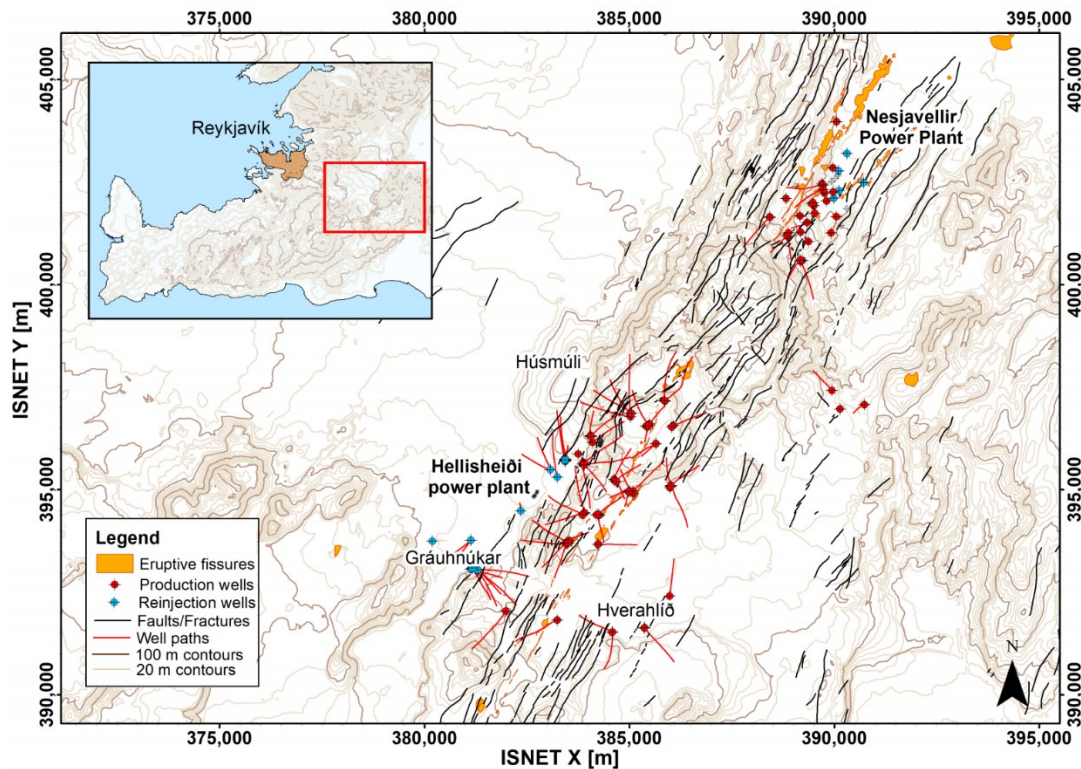 375,000 380,000 385,000 390,000 395,000
405,000
400,000
395,000
390,000
ISNET Y [m]
Reykjavík
Nesjavellir
Power Plant
Húsmúli
Hellisheiði
power plant
Gráuhnúkar
Hverahlíð
Legend
Eruptive fissures
Production wells
Reinjection wells
Faults/Fractures
Well paths
100 m contours
20 m contours
N
405,000
400,000
395,000
390,000
375,000 380,000 385,000 390,000 395,000
ISNET X [m]